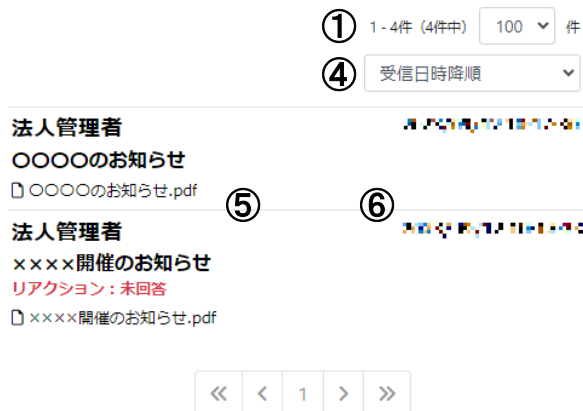 ① 1 - 4件（4件中） 100 件
④ 受信日時降順
法人管理者
〇〇〇〇のお知らせ
〇〇〇〇のお知らせ.pdf
⑤ ⑥
法人管理者
××××開催のお知らせ
リアクション：未回答
××××開催のお知らせ.pdf
« ‹ 1 › »